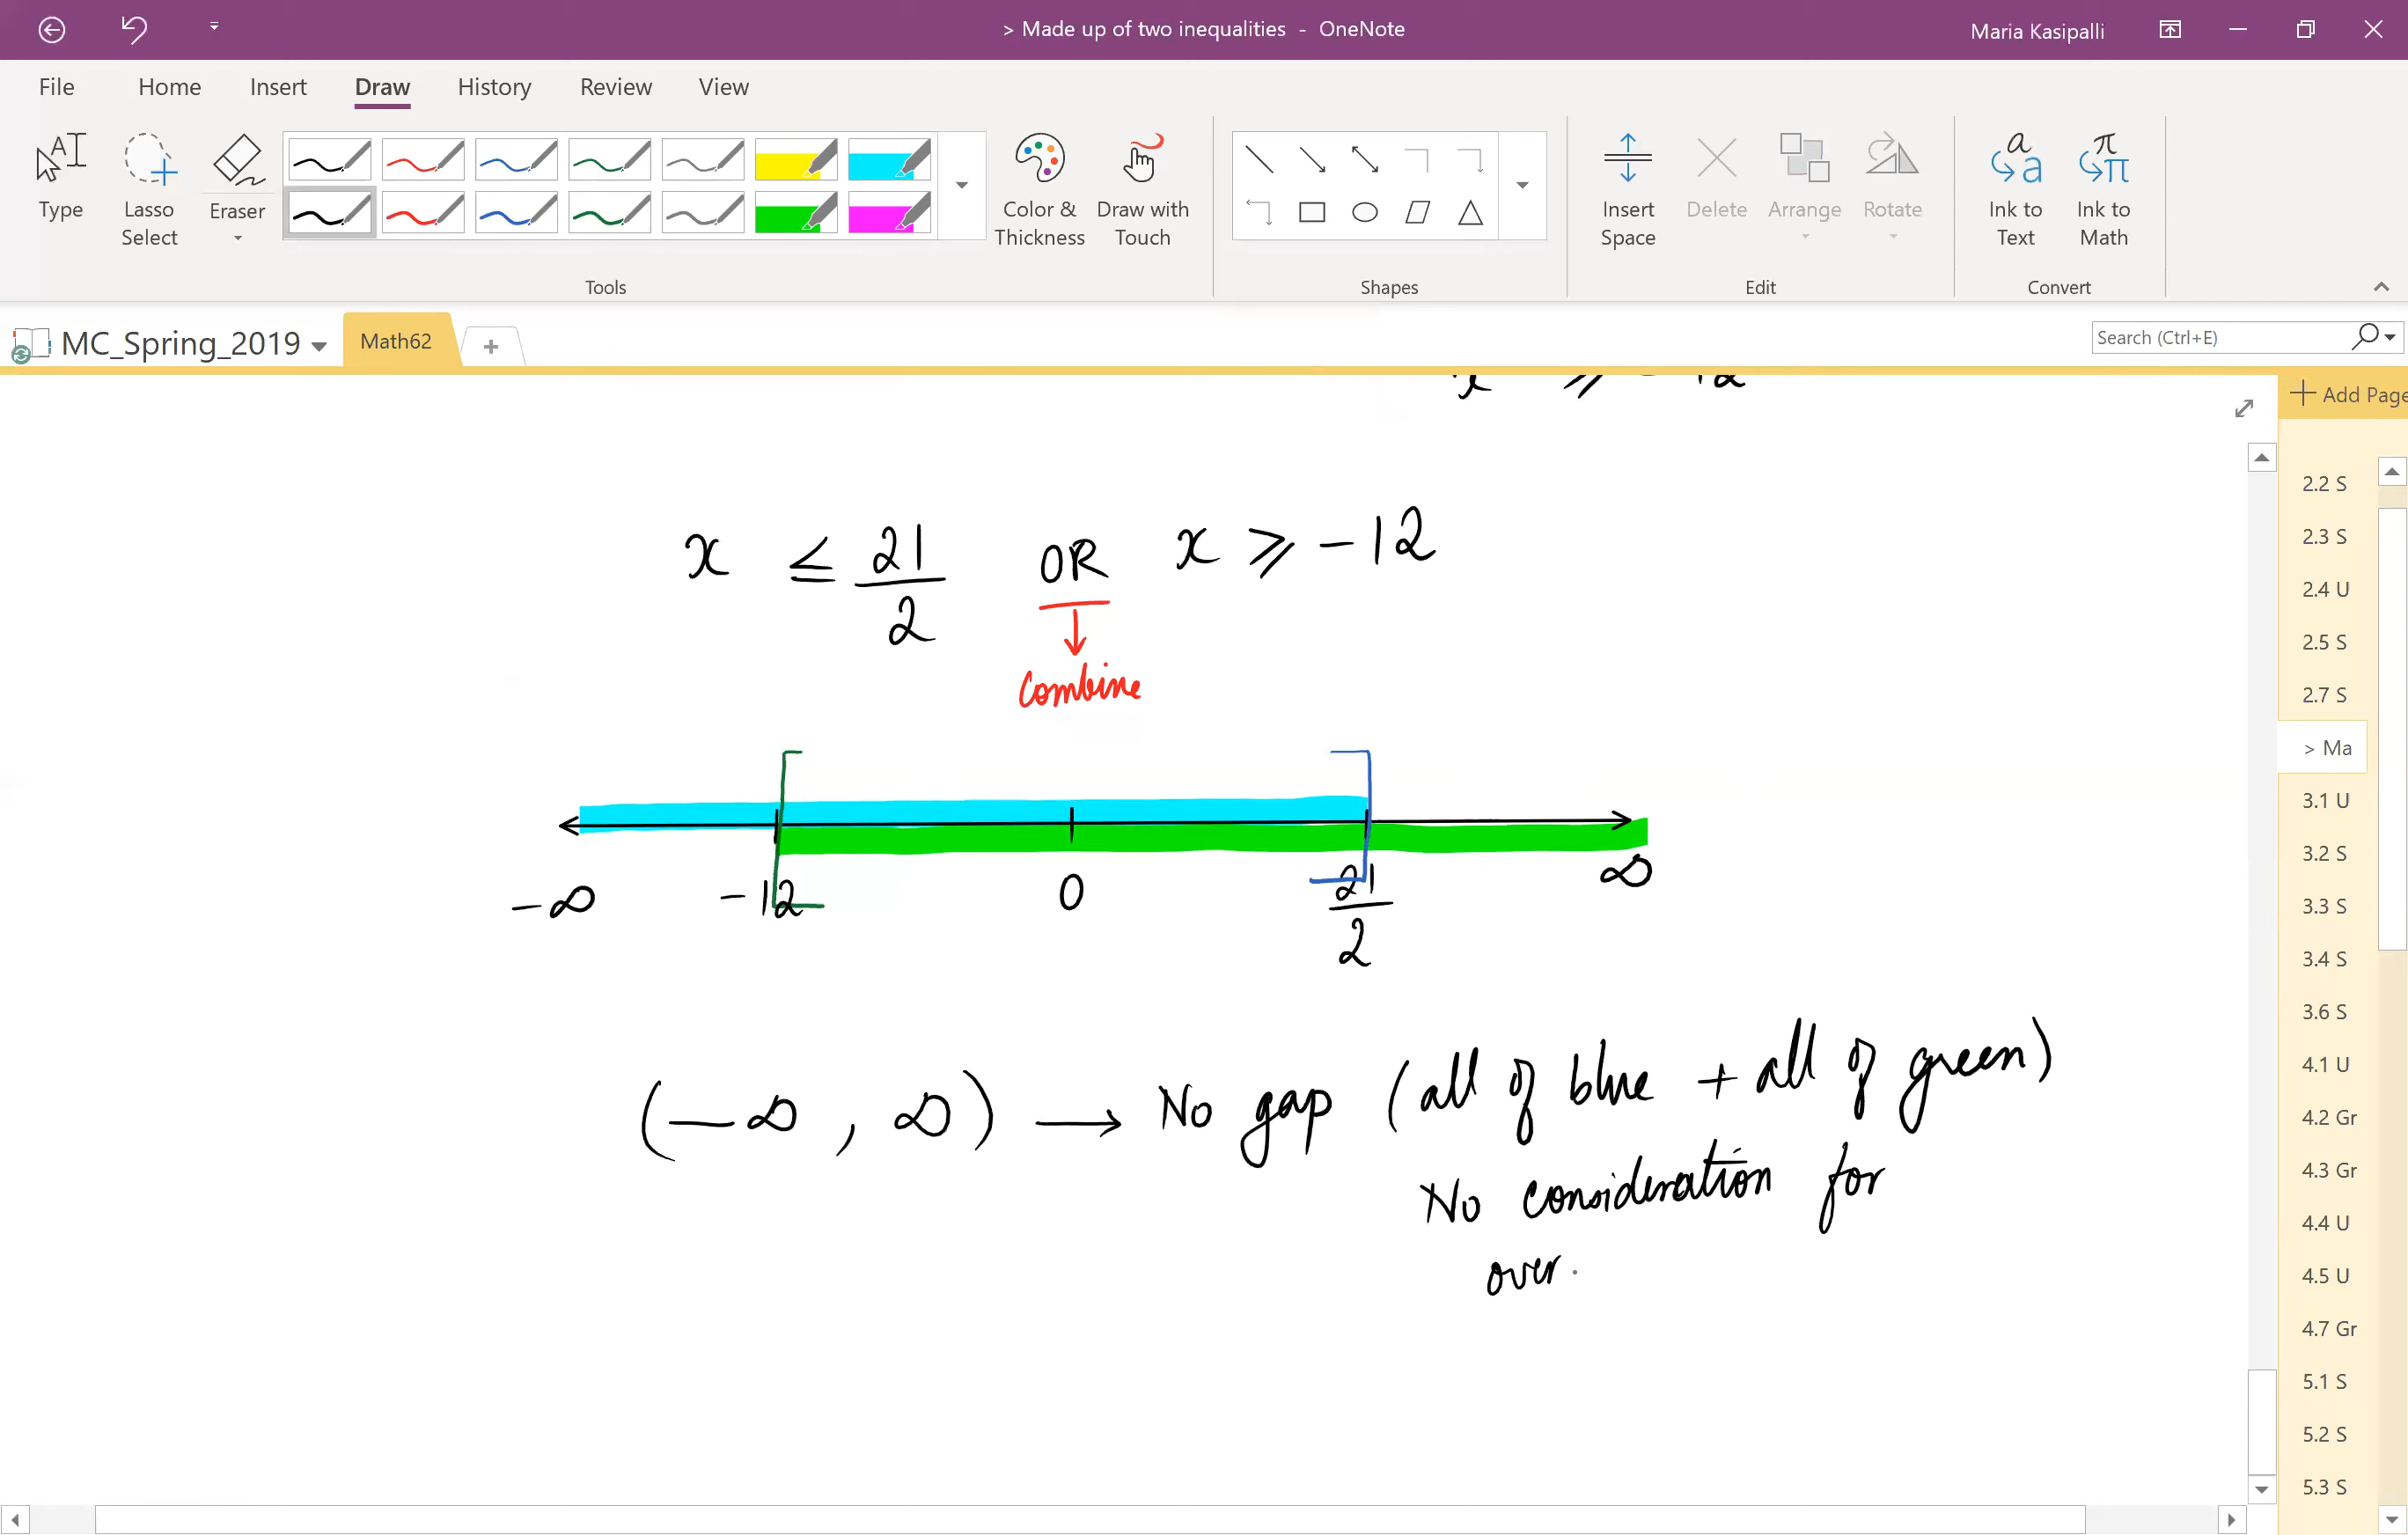 > Made up of two inequalities - OneNote
Maria Kasipalli
File Home Insert Draw History Review View
Type
Lasso Select
Eraser
Color & Thickness
Draw with Touch
Insert Space
Delete
Arrange
Rotate
Ink to Text
Ink to Math
Tools
Shapes
Edit
Convert
MC_Spring_2019
Math62
Search (Ctrl+E)
Add Page
x ≥ -12
x ≤ 21/2 OR x ≥ -12
Combine
-∞ -12 0 21/2 ∞
(-∞, ∞) → No gap (all of blue + all of green)
No consideration for
over.
2.2 S
2.3 S
2.4 U
2.5 S
2.7 S
> Ma
3.1 U
3.2 S
3.3 S
3.4 S
3.6 S
4.1 U
4.2 Gr
4.3 Gr
4.4 U
4.5 U
4.7 Gr
5.1 S
5.2 S
5.3 S